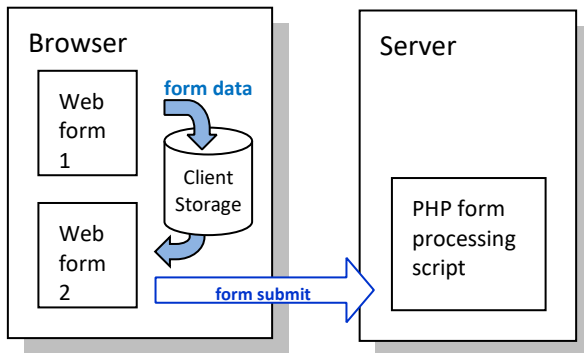 Browser
Server
form data
Web
form
1
Client
Storage
Web
form
2
PHP form
processing
script
form submit